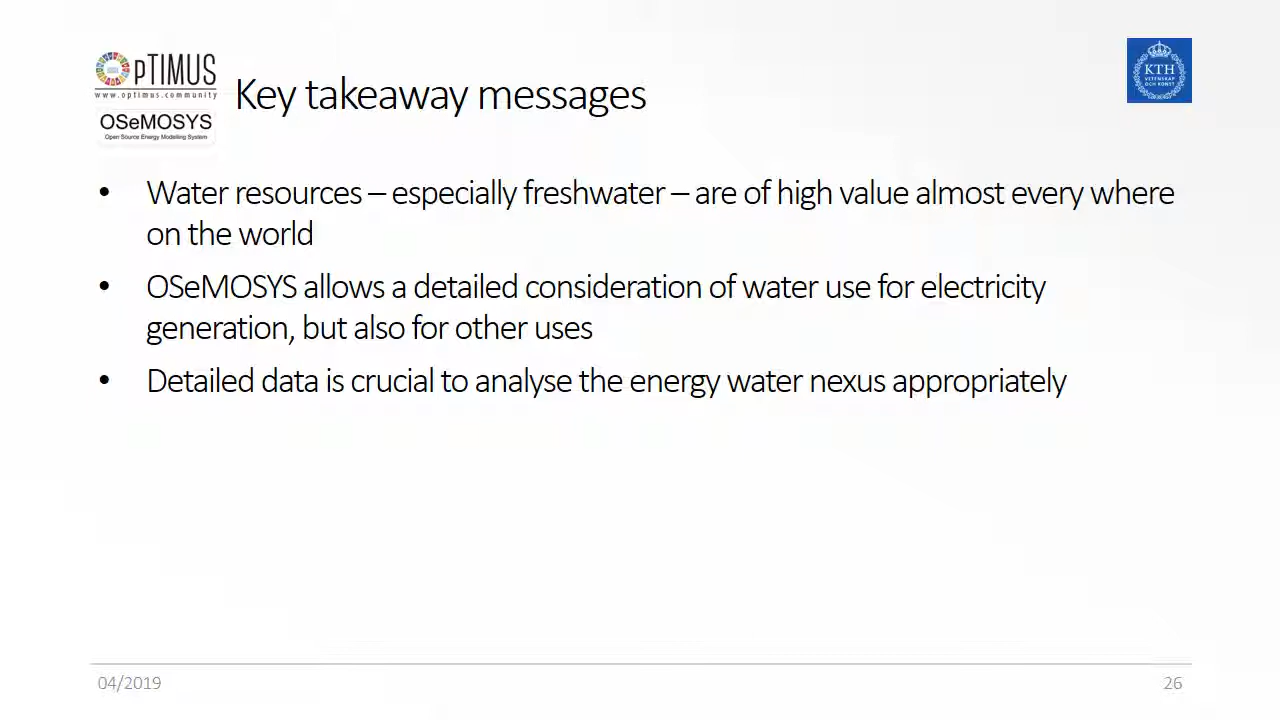 OpTIMUS
www.optimus.community
OSeMOSYS
Open Source Energy Modelling System
Key takeaway messages
KTH
VETENSKAP
OCH KONST
• Water resources – especially freshwater – are of high value almost every where
on the world
• OSeMOSYS allows a detailed consideration of water use for electricity
generation, but also for other uses
• Detailed data is crucial to analyse the energy water nexus appropriately
04/2019
26